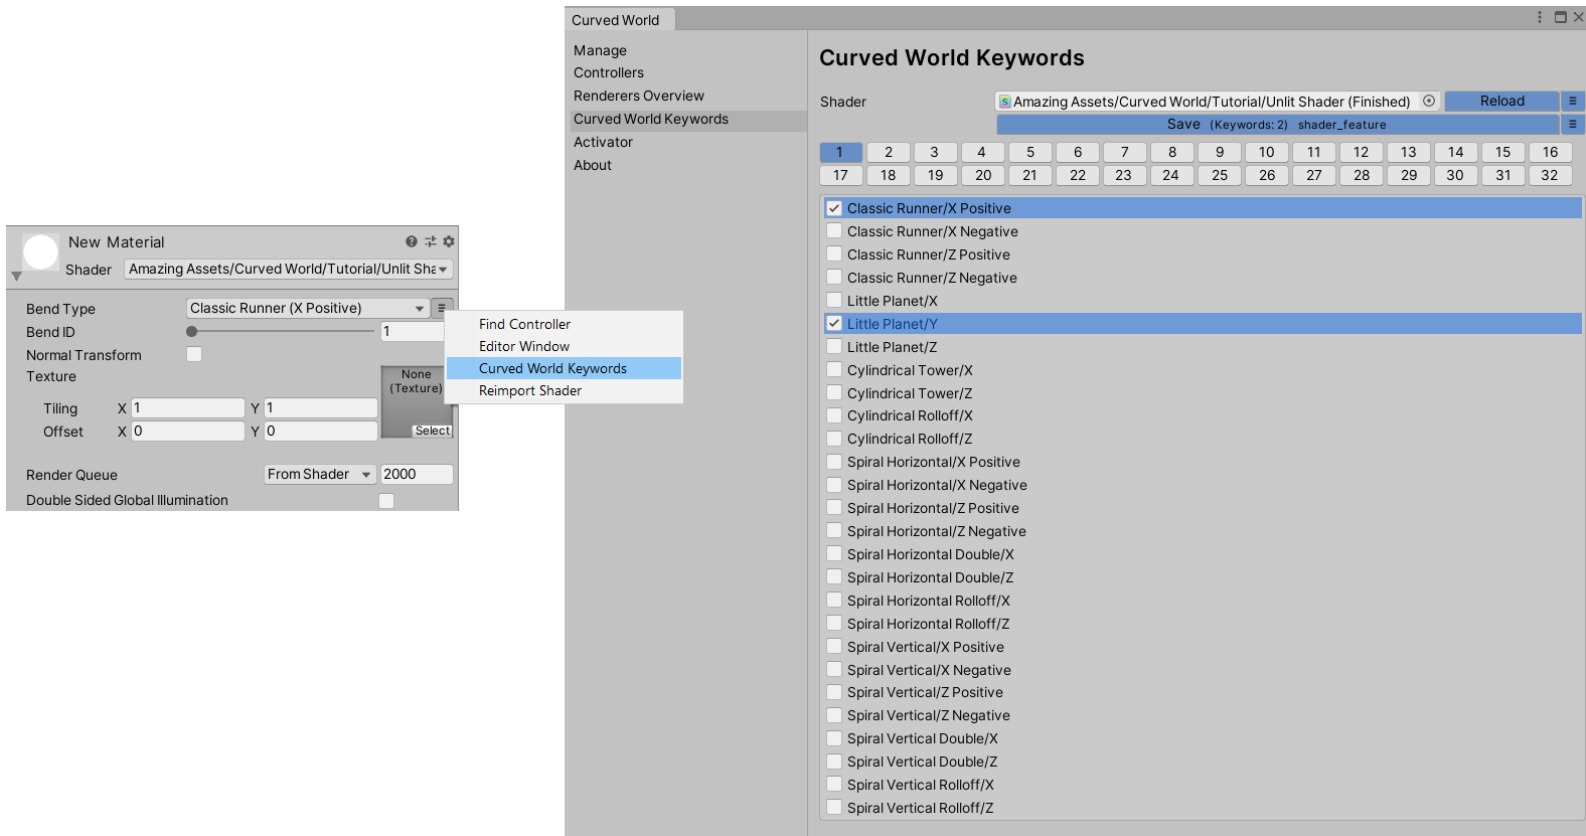 New Material
Shader Amazing Assets/Curved World/Tutorial/Unlit Sha
Bend Type Classic Runner (X Positive)
Bend ID 1
Normal Transform
Texture
None
(Texture)
Tiling X 1 Y 1
Offset X 0 Y 0
Select
Render Queue From Shader 2000
Double Sided Global Illumination
Find Controller
Editor Window
Curved World Keywords
Reimport Shader
Curved World
Manage
Controllers
Renderers Overview
Curved World Keywords
Activator
About
Curved World Keywords
Shader Amazing Assets/Curved World/Tutorial/Unlit Shader (Finished) Reload
Save (Keywords: 2) shader_feature
1 2 3 4 5 6 7 8 9 10 11 12 13 14 15 16
17 18 19 20 21 22 23 24 25 26 27 28 29 30 31 32
Classic Runner/X Positive
Classic Runner/X Negative
Classic Runner/Z Positive
Classic Runner/Z Negative
Little Planet/X
Little Planet/Y
Little Planet/Z
Cylindrical Tower/X
Cylindrical Tower/Z
Cylindrical Rolloff/X
Cylindrical Rolloff/Z
Spiral Horizontal/X Positive
Spiral Horizontal/X Negative
Spiral Horizontal/Z Positive
Spiral Horizontal/Z Negative
Spiral Horizontal Double/X
Spiral Horizontal Double/Z
Spiral Horizontal Rolloff/X
Spiral Horizontal Rolloff/Z
Spiral Vertical/X Positive
Spiral Vertical/X Negative
Spiral Vertical/Z Positive
Spiral Vertical/Z Negative
Spiral Vertical Double/X
Spiral Vertical Double/Z
Spiral Vertical Rolloff/X
Spiral Vertical Rolloff/Z